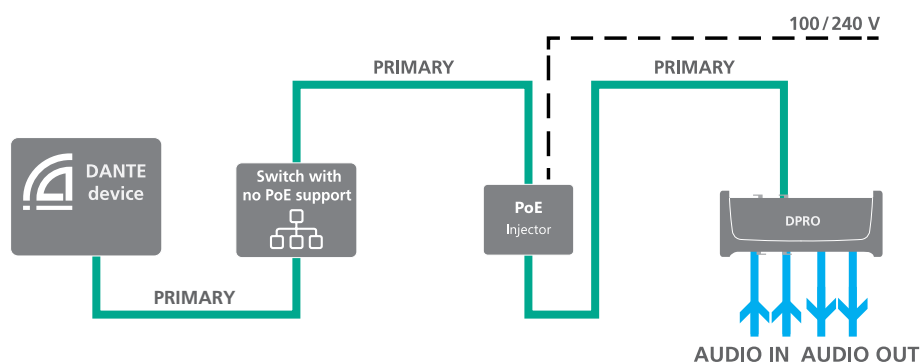 100/240 V
PRIMARY
PRIMARY
DANTE
device
Switch with
no PoE support
PoE
Injector
DPRO
PRIMARY
AUDIO IN AUDIO OUT